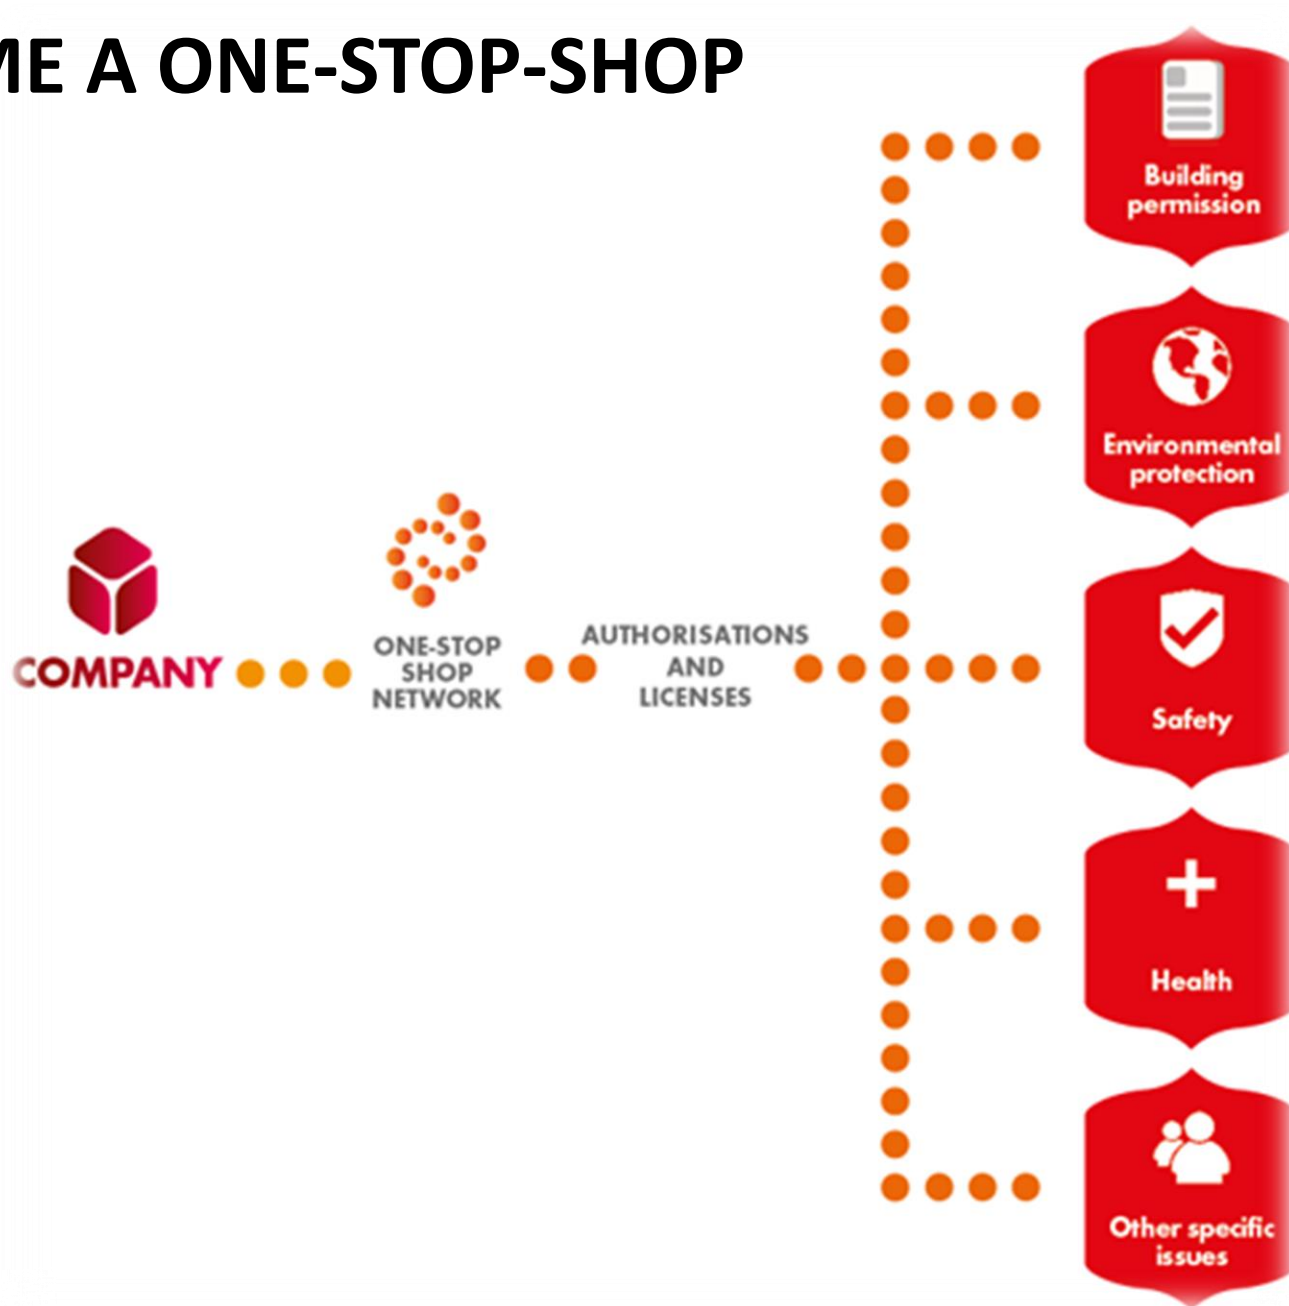 ME A ONE-STOP-SHOP
Building
permission
Environmental
protection
COMPANY
ONE-STOP
SHOP
NETWORK
AUTHORISATIONS
AND
LICENSES
Safety
Health
Other specific
issues